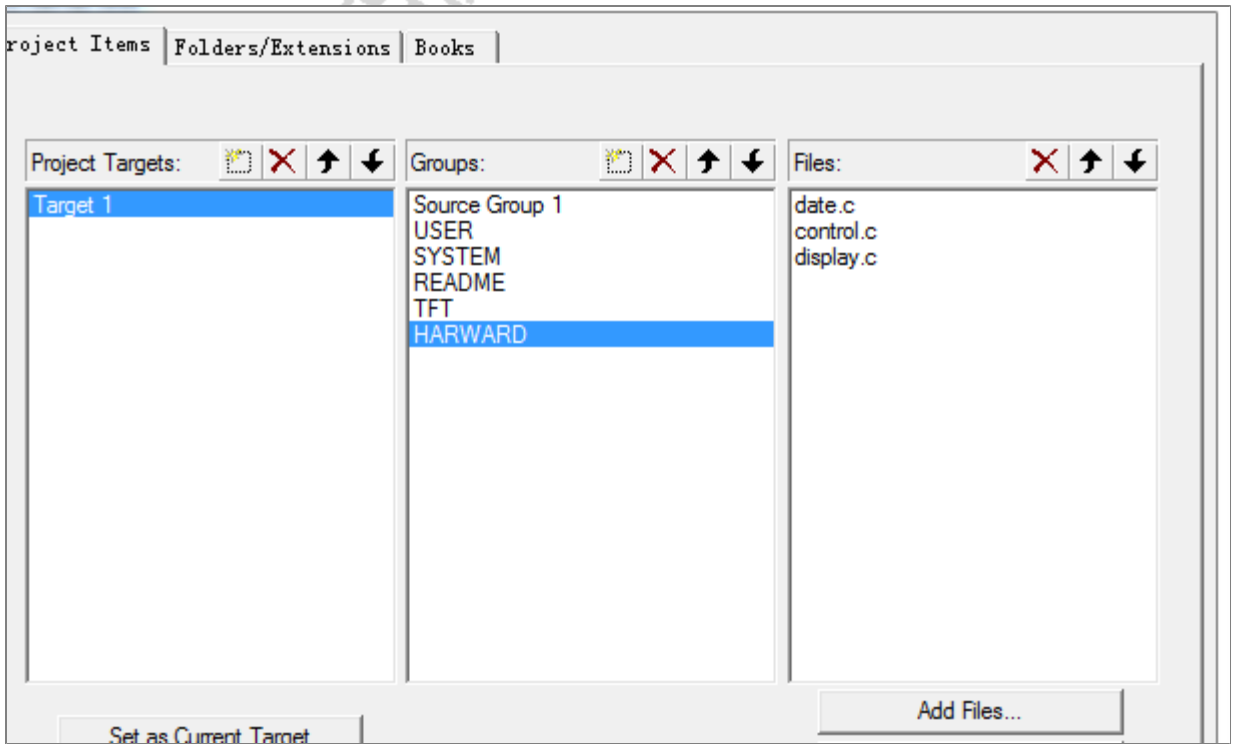 roject Items Folders/Extensions Books
Project Targets: Groups: Files:
Target 1
Source Group 1
USER
SYSTEM
README
TFT
HARWARD
date.c
control.c
display.c
Add Files...
Set as Current Target